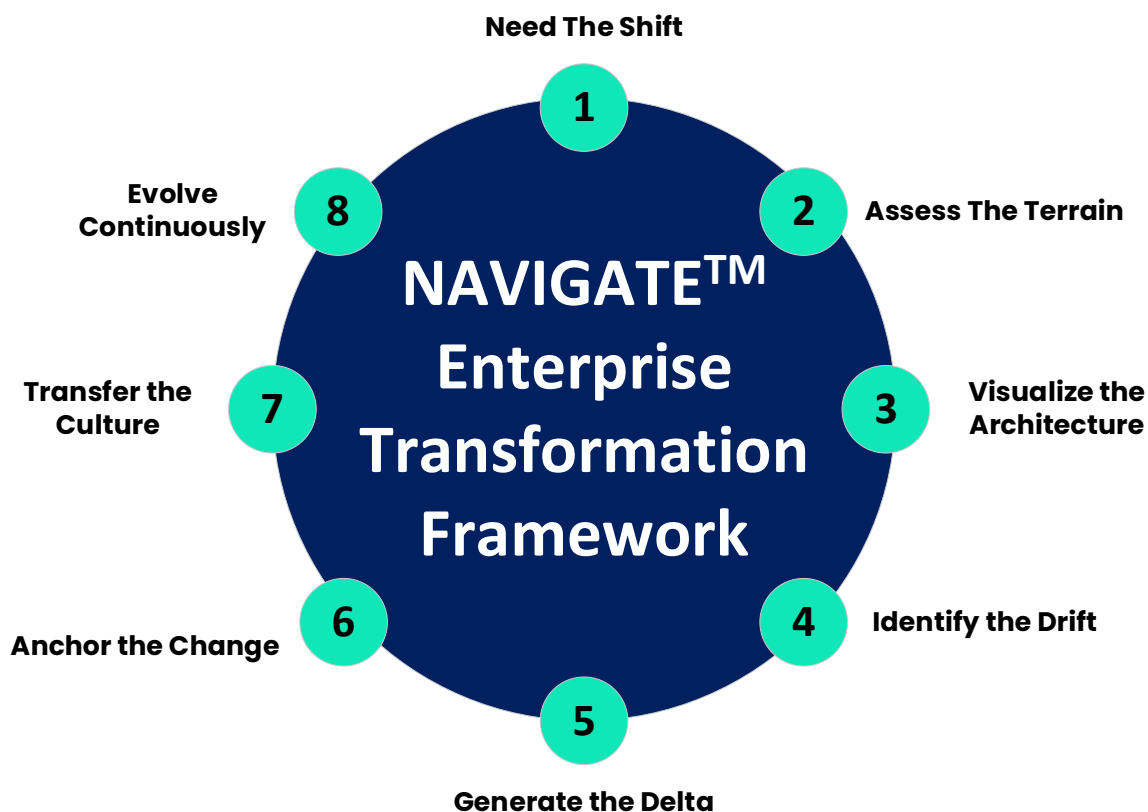 Need The Shift
1
2
Assess The Terrain
3
Visualize the
Architecture
4
Identify the Drift
5
Generate the Delta
6
Anchor the Change
7
Transfer the
Culture
8
Evolve
Continuously
NAVIGATE™
Enterprise
Transformation
Framework